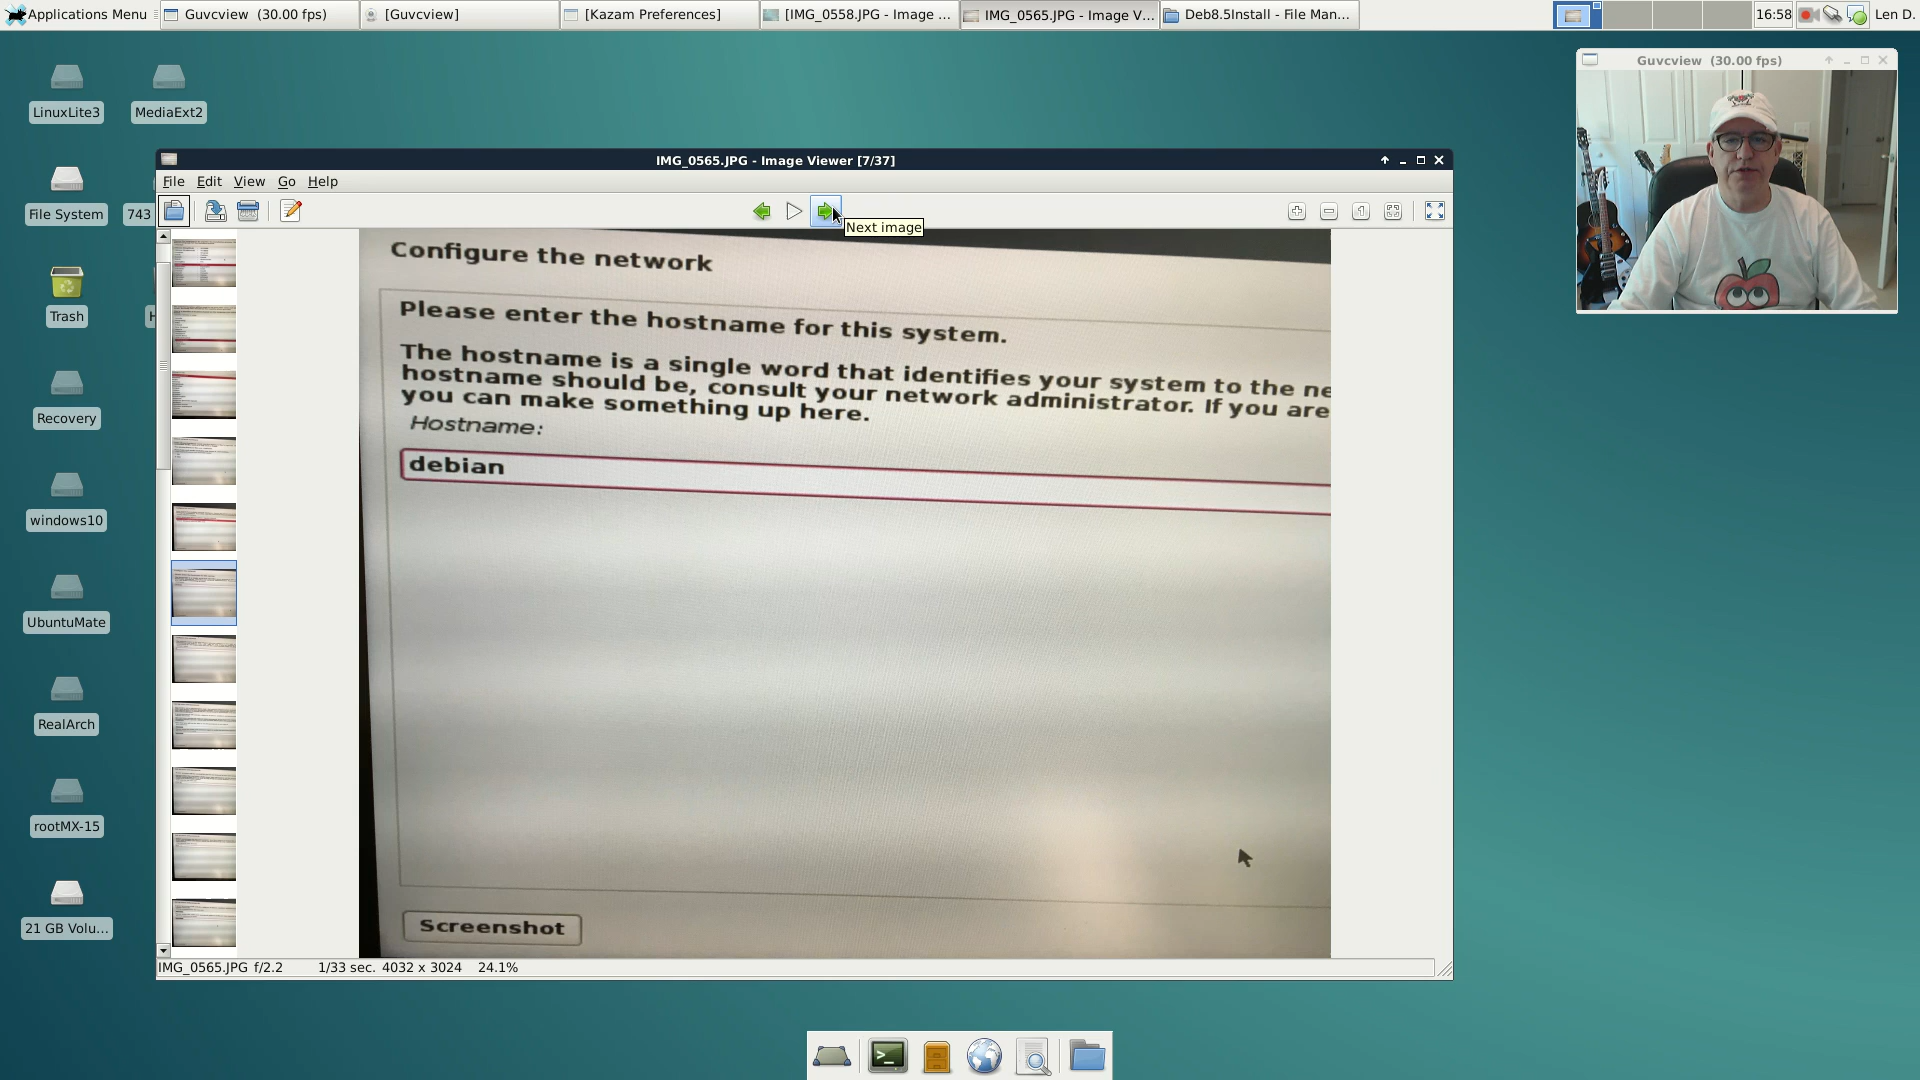 Applications Menu
Guvcview (30.00 fps)
[Guvcview]
[Kazam Preferences]
[IMG_0558.JPG - Image ...
IMG_0565.JPG - Image V...
Deb8.5Install - File Man...
16:58
Len D.
LinuxLite3
MediaExt2
File System
743
Trash
H
Recovery
windows10
UbuntuMate
RealArch
rootMX-15
21 GB Volu...
Guvcview (30.00 fps)
IMG_0565.JPG - Image Viewer [7/37]
File Edit View Go Help
Next image
Configure the network
Please enter the hostname for this system.
The hostname is a single word that identifies your system to the ne
hostname should be, consult your network administrator. If you are
you can make something up here.
Hostname:
debian
Screenshot
IMG_0565.JPG f/2.2 1/33 sec. 4032 x 3024 24.1%